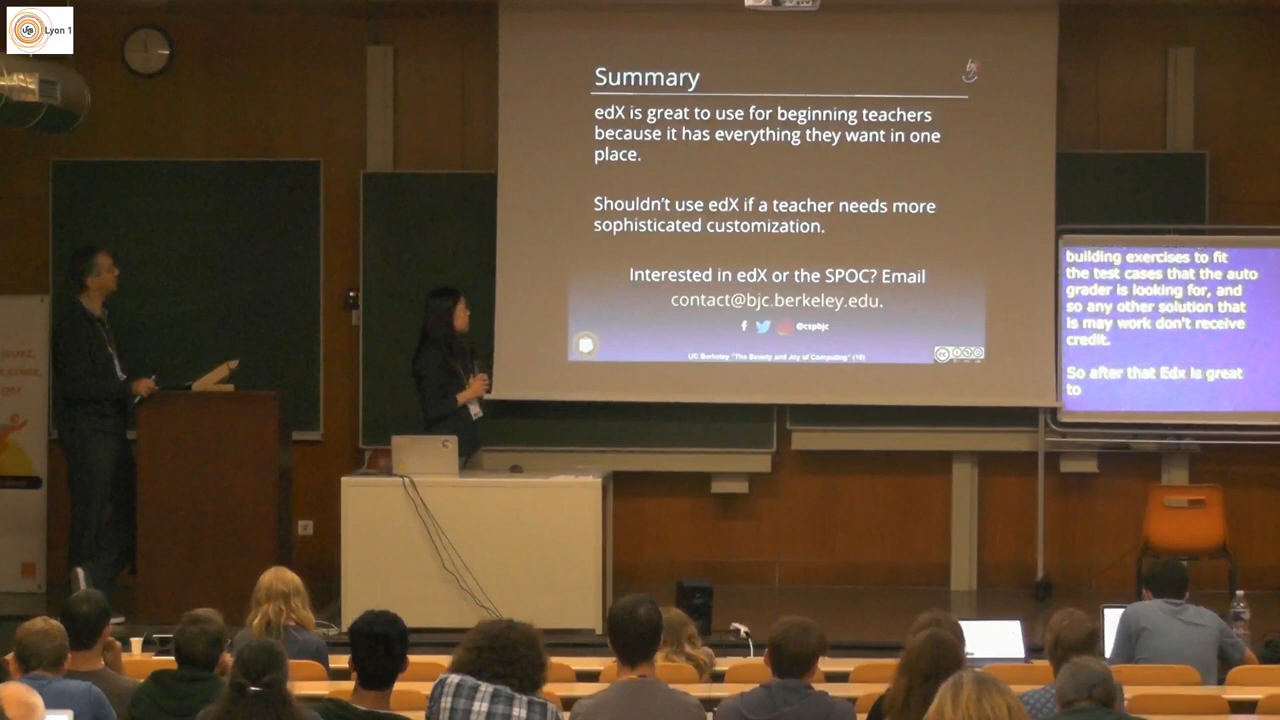 Lyon 1
Summary
edX is great to use for beginning teachers
because it has everything they want in one
place.
Shouldn't use edX if a teacher needs more
sophisticated customization.
Interested in edX or the SPOC? Email
contact@bjc.berkeley.edu.
@cspbjc
UC Berkeley "The Beauty and Joy of Computing" (18)
building exercises to fit
the test cases that the auto
grader is looking for, and
so any other solution that
is may work don't receive
credit.
So after that Edx is great
to